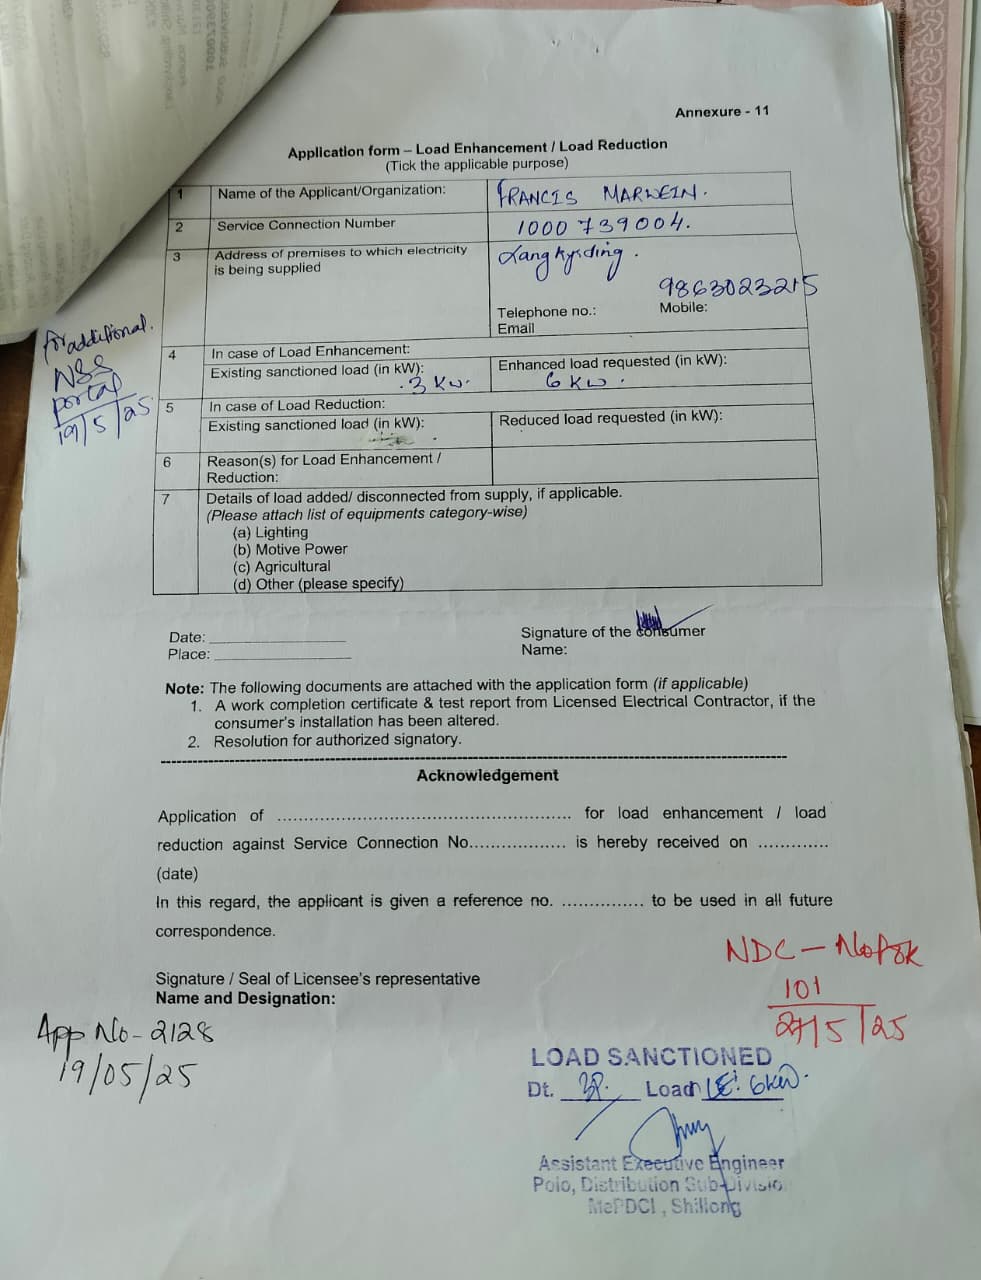 Annexure - 11
Application form – Load Enhancement / Load Reduction
(Tick the applicable purpose)
1 Name of the Applicant/Organization: FRANCIS MARWEIN.
2 Service Connection Number 1000739004.
3 Address of premises to which electricity is being supplied Langkyrding.
9863023215
Telephone no.: Mobile:
Email
for additional.
NSS
portal
19/5/25
4 In case of Load Enhancement:
Existing sanctioned load (in kW): Enhanced load requested (in kW):
.3 Kw. 6 Kw.
5 In case of Load Reduction:
Existing sanctioned load (in kW): Reduced load requested (in kW):
6 Reason(s) for Load Enhancement /
Reduction:
7 Details of load added/ disconnected from supply, if applicable.
(Please attach list of equipments category-wise)
(a) Lighting
(b) Motive Power
(c) Agricultural
(d) Other (please specify)
Date:
Place:
Signature of the consumer
Name:
Note: The following documents are attached with the application form (if applicable)
1. A work completion certificate & test report from Licensed Electrical Contractor, if the
consumer's installation has been altered.
2. Resolution for authorized signatory.
Acknowledgement
Application of .................................................... for load enhancement / load
reduction against Service Connection No.................. is hereby received on .............
(date)
In this regard, the applicant is given a reference no. ............... to be used in all future
correspondence.
Signature / Seal of Licensee's representative
Name and Designation:
App No - 2128
19/05/25
NDC -
101
27/5/25
LOAD SANCTIONED
Dt. Load LE: 6kW.
Assistant Executive Engineer
Polo, Distribution Sub-Division
MePDCl, Shillong